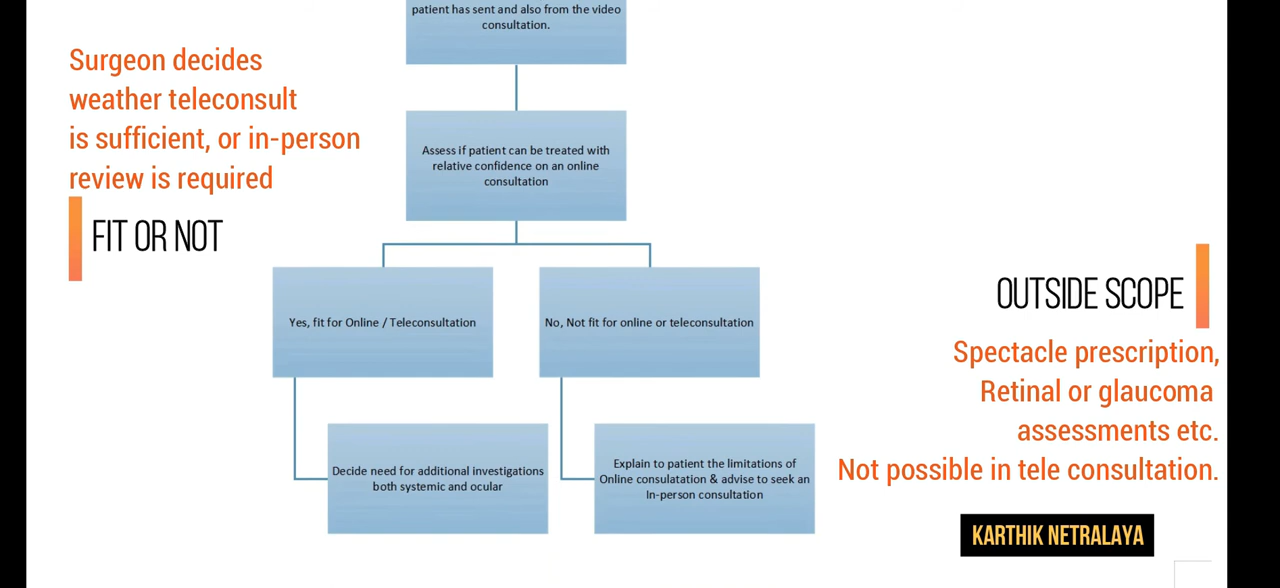 patient has sent and also from the video
consultation.
Surgeon decides
weather teleconsult
is sufficient, or in-person
review is required
FIT OR NOT
Assess if patient can be treated with
relative confidence on an online
consultation
Yes, fit for Online / Teleconsultation
No, Not fit for online or teleconsultation
Decide need for additional investigations
both systemic and ocular
Explain to patient the limitations of
Online consulatation & advise to seek an
In-person consultation
OUTSIDE SCOPE
Spectacle prescription,
Retinal or glaucoma
assessments etc.
Not possible in tele consultation.
KARTHIK NETRALAYA